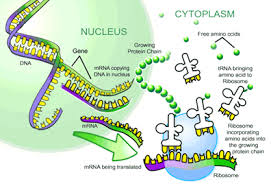 NUCLEUS
CYTOPLASM
Free amino acids
Gene
Growing
Protein Chain
DNA
mRNA copying
DNA in nucleus
tRNA bringing
amino acid to
Ribosome
mRNA
Ribosome
incorporating
amino acids into
the growing
protein chain
mRNA being translated
Ribosome